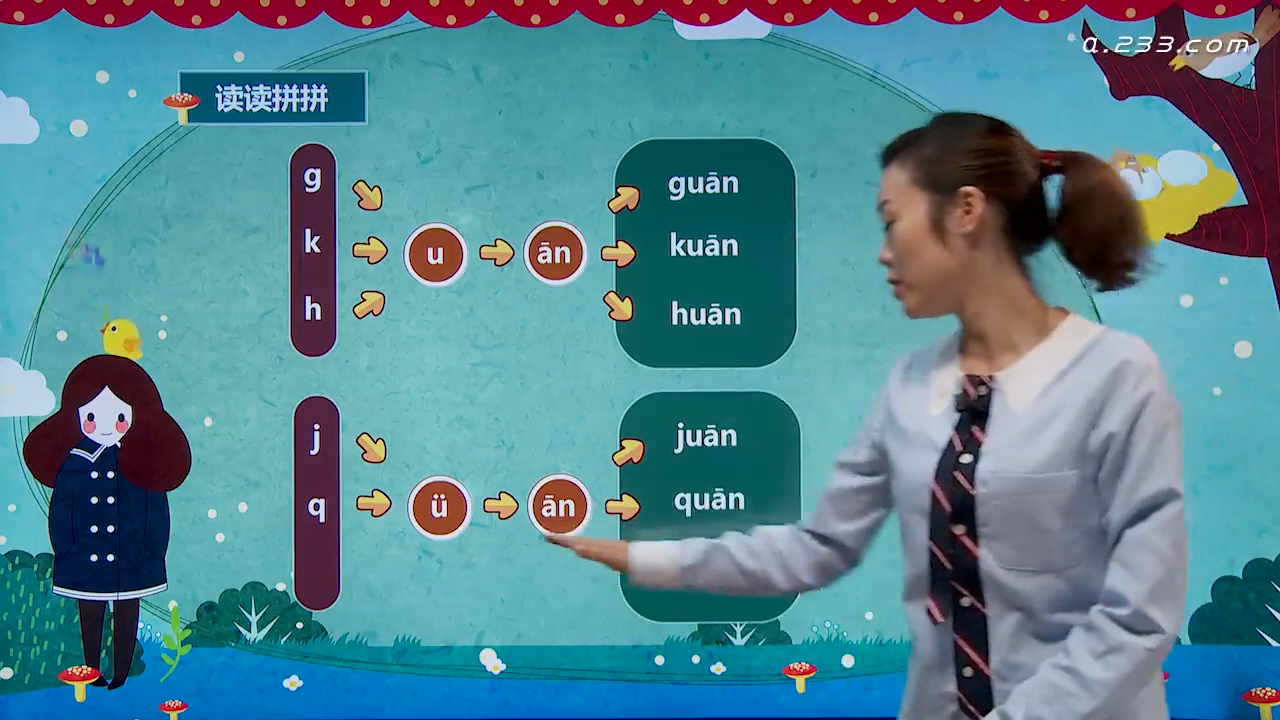 a.233.com
读读拼拼
g
k
h
u
ān
guān
kuān
huān
j
q
ü
ān
juān
quān